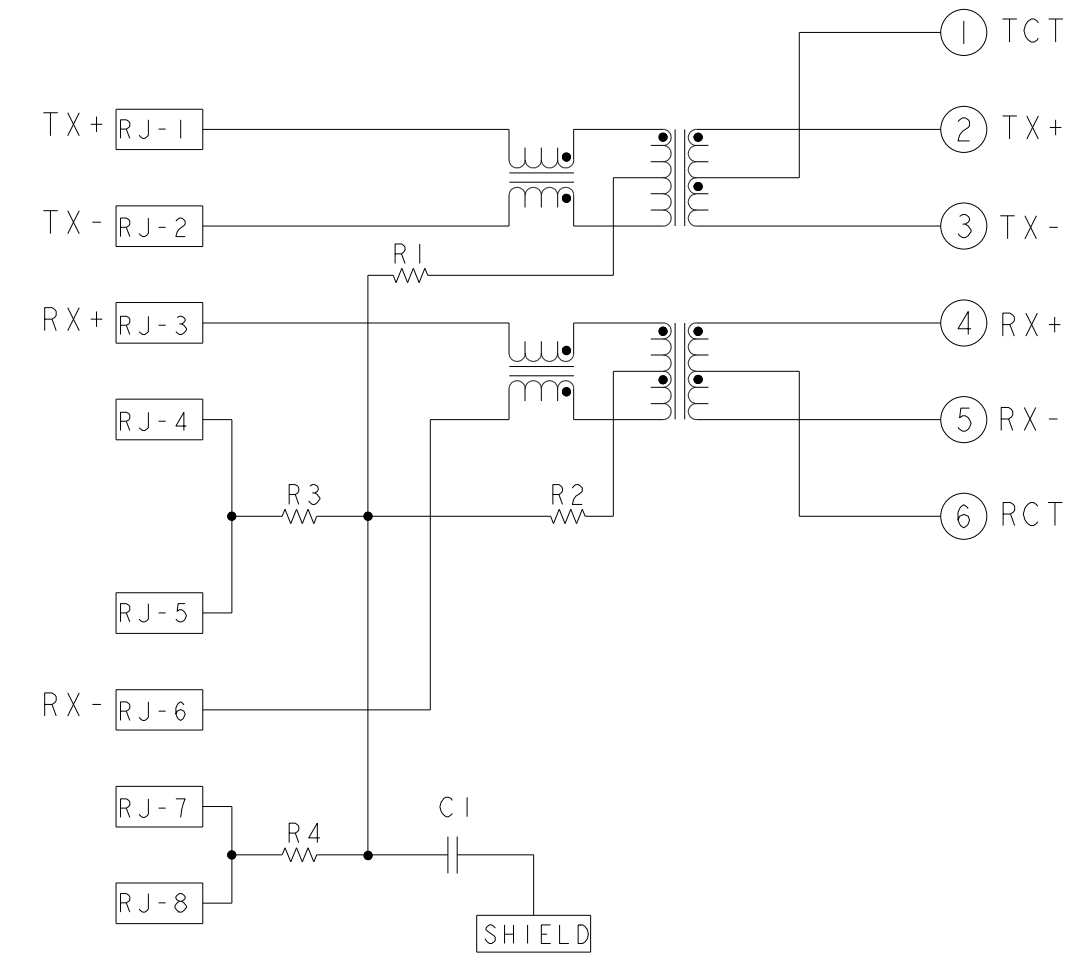 1 TCT
TX+ RJ-1 2 TX+
TX- RJ-2 3 TX-
R1
RX+ RJ-3 4 RX+
RJ-4 5 RX-
R3 R2 6 RCT
RJ-5
RX- RJ-6
RJ-7 C1
R4
RJ-8
SHIELD